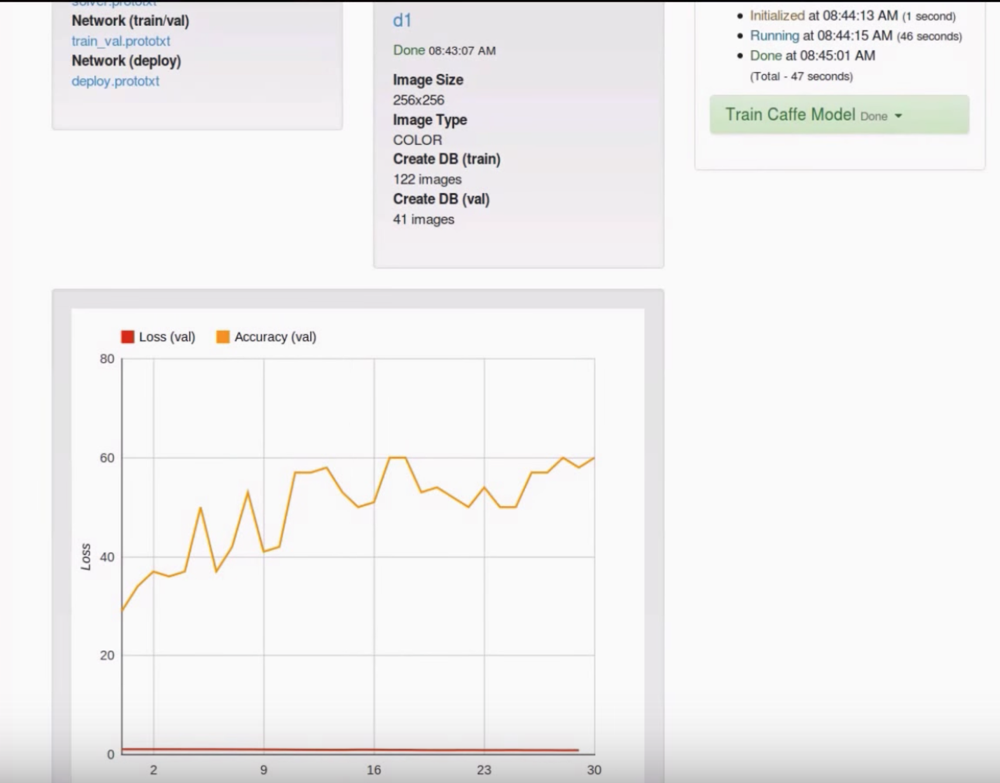 solver.prototxt
Network (train/val)
train_val.prototxt
Network (deploy)
deploy.prototxt
d1
Done 08:43:07 AM
Image Size
256x256
Image Type
COLOR
Create DB (train)
122 images
Create DB (val)
41 images
Initialized at 08:44:13 AM (1 second)
Running at 08:44:15 AM (46 seconds)
Done at 08:45:01 AM
(Total - 47 seconds)
Train Caffe Model Done
Loss (val) Accuracy (val)
80
60
40
20
0
Loss
2 9 16 23 30